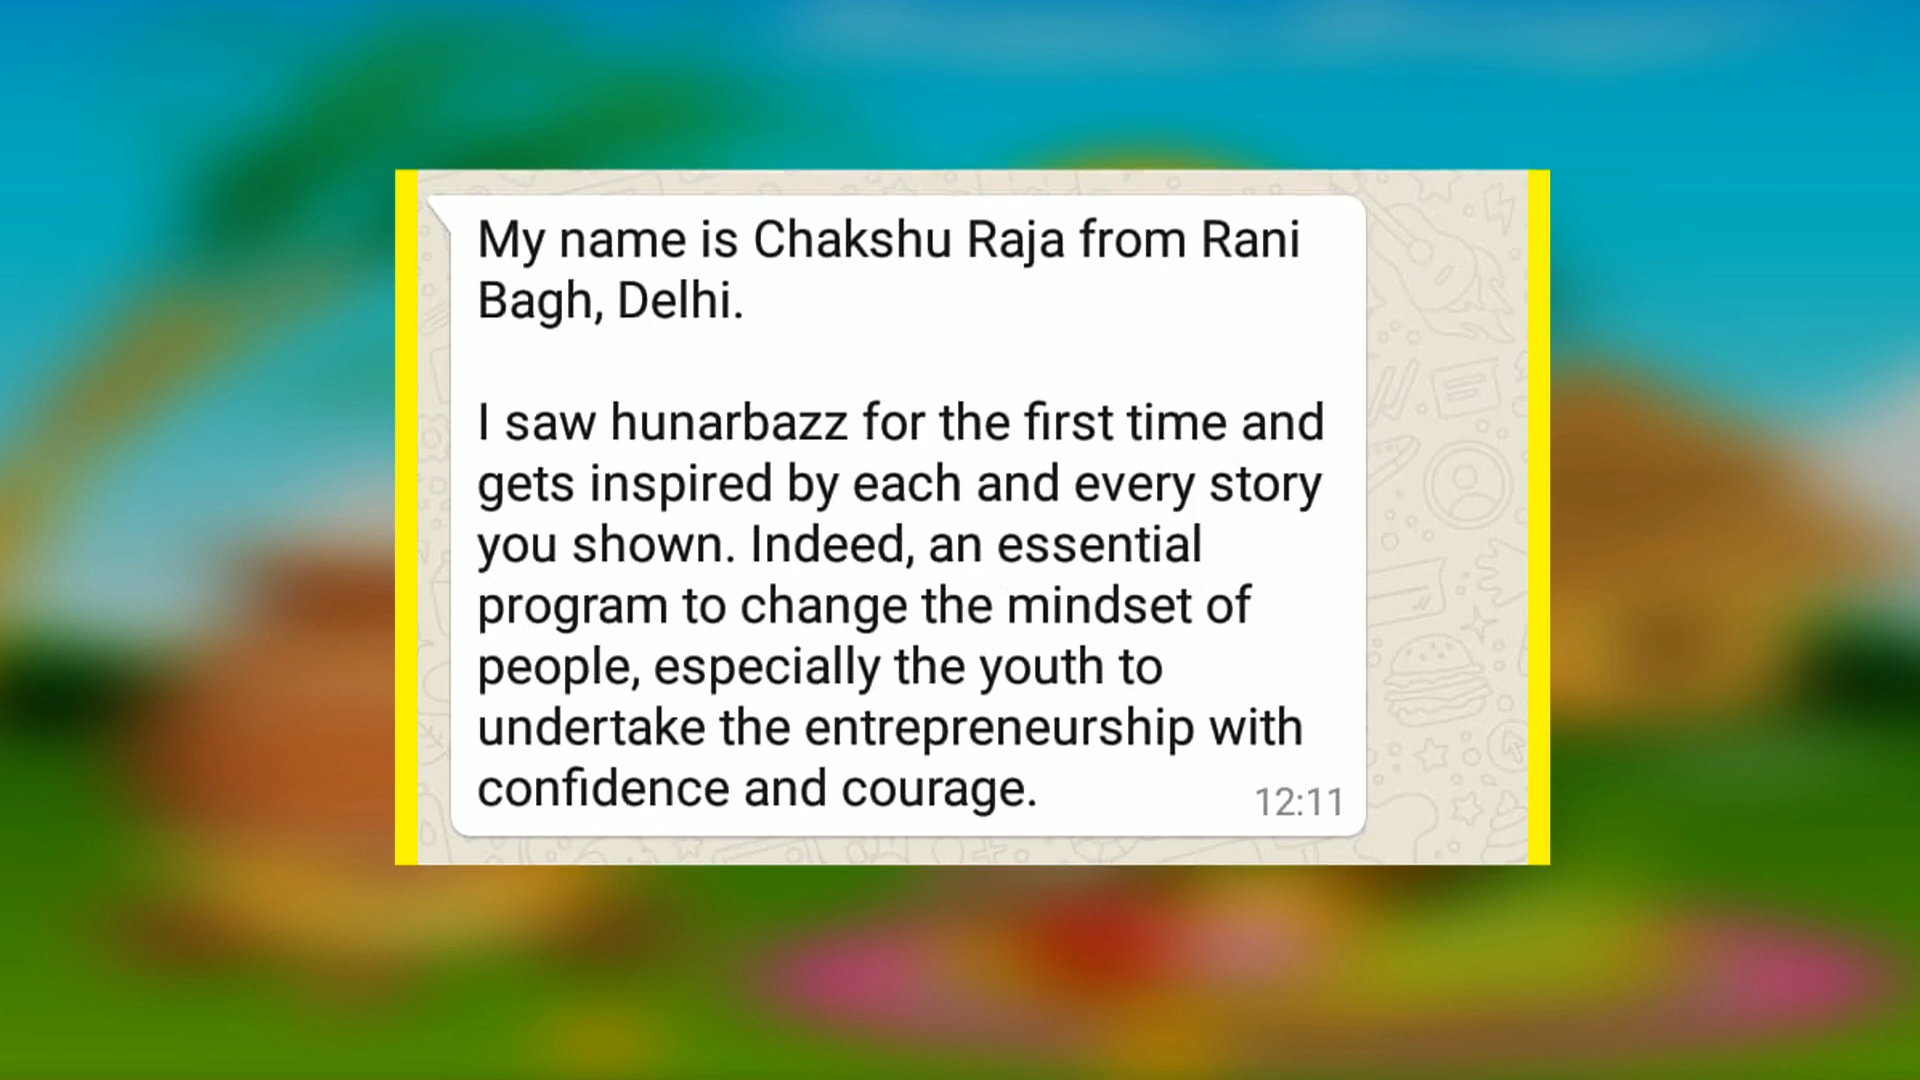 My name is Chakshu Raja from Rani
Bagh, Delhi.
I saw hunarbazz for the first time and
gets inspired by each and every story
you shown. Indeed, an essential
program to change the mindset of
people, especially the youth to
undertake the entrepreneurship with
confidence and courage.
12:11